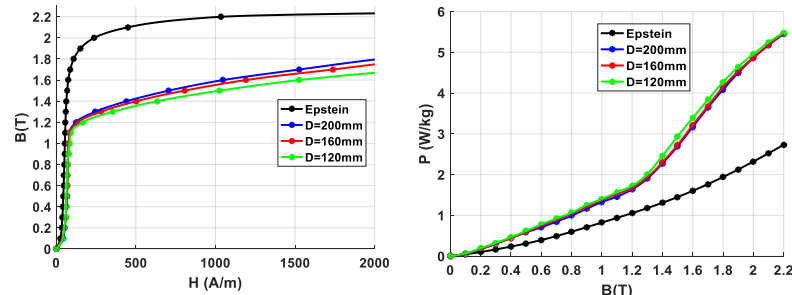 2.2
2
1.8
1.6
1.4
1.2
1
0.8
0.6
0.4
0.2
0
B(T)
0 500 1000 1500 2000
H (A/m)
Epstein
D=200mm
D=160mm
D=120mm
6
5
4
3
2
1
0
P (W/kg)
0 0.2 0.4 0.6 0.8 1 1.2 1.4 1.6 1.8 2 2.2
B(T)
Epstein
D=200mm
D=160mm
D=120mm